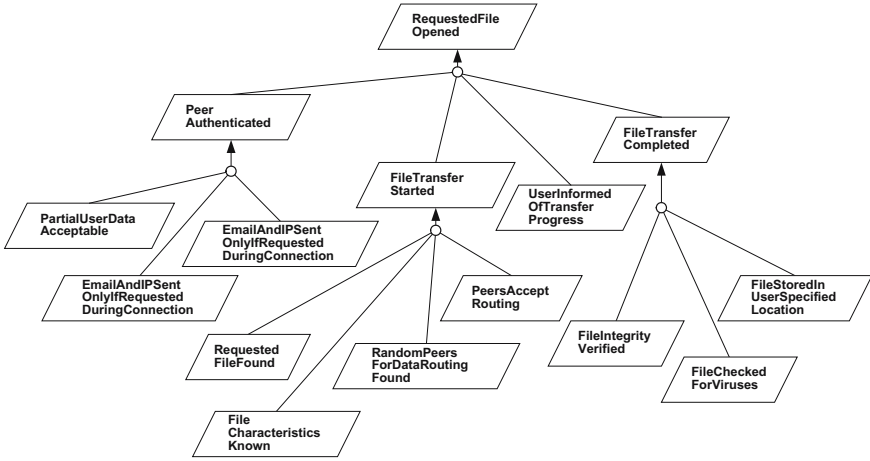 RequestedFile
Opened
Peer
Authenticated
FileTransfer
Completed
FileTransfer
Started
UserInformed
OfTransfer
Progress
PartialUserData
Acceptable
EmailAndIPSent
OnlyIfRequested
DuringConnection
EmailAndIPSent
OnlyIfRequested
DuringConnection
PeersAccept
Routing
FileStoredIn
UserSpecified
Location
Requested
FileFound
RandomPeers
ForDataRouting
Found
FileIntegrity
Verified
FileChecked
ForViruses
File
Characteristics
Known